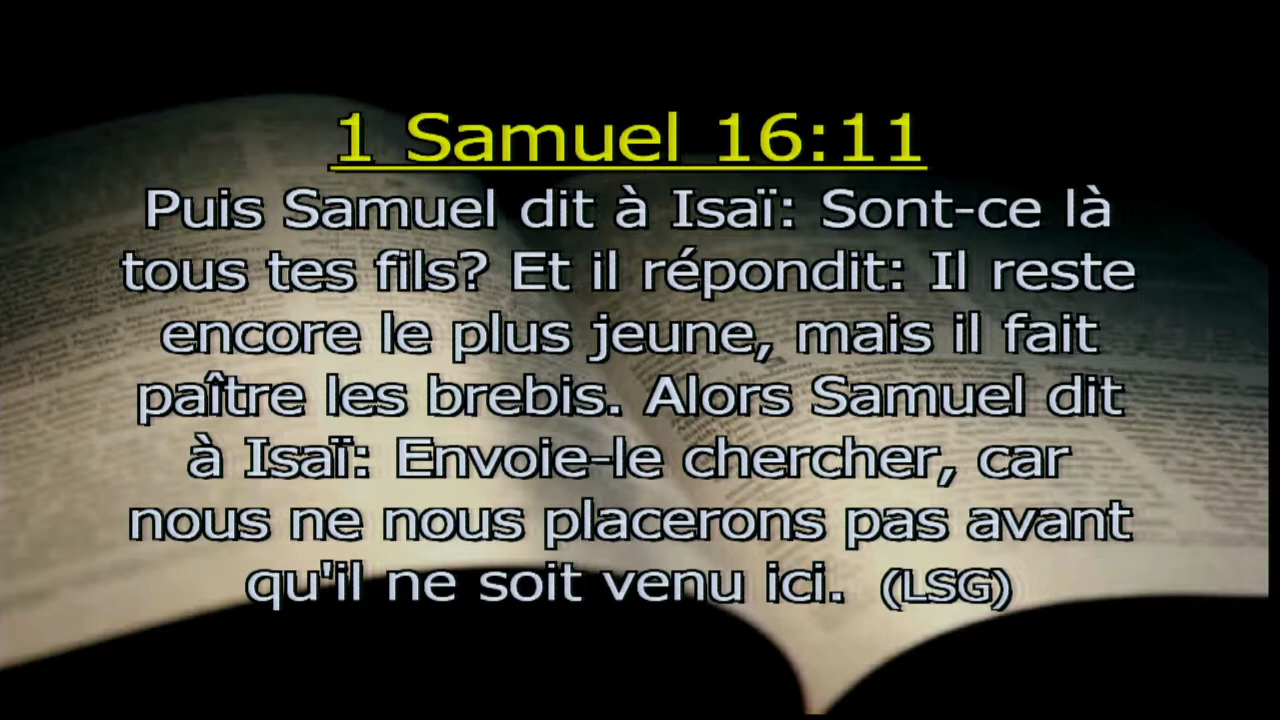 1 Samuel 16:11
Puis Samuel dit à Isaï: Sont-ce là
tous tes fils? Et il répondit: Il reste
encore le plus jeune, mais il fait
paître les brebis. Alors Samuel dit
à Isaï: Envoie-le chercher, car
nous ne nous placerons pas avant
qu'il ne soit venu ici. (LSG)